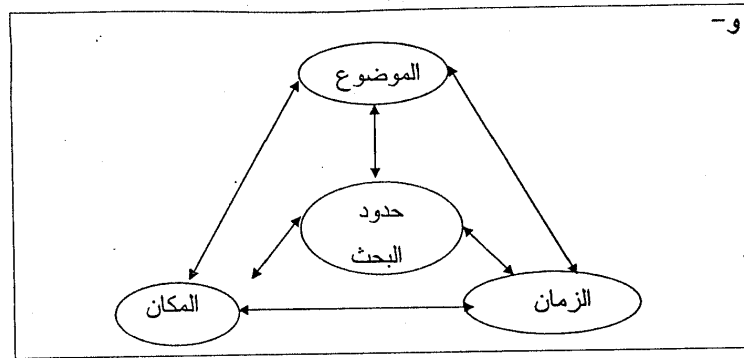 و-
الموضوع
حدود
البحث
الزمان
المكان